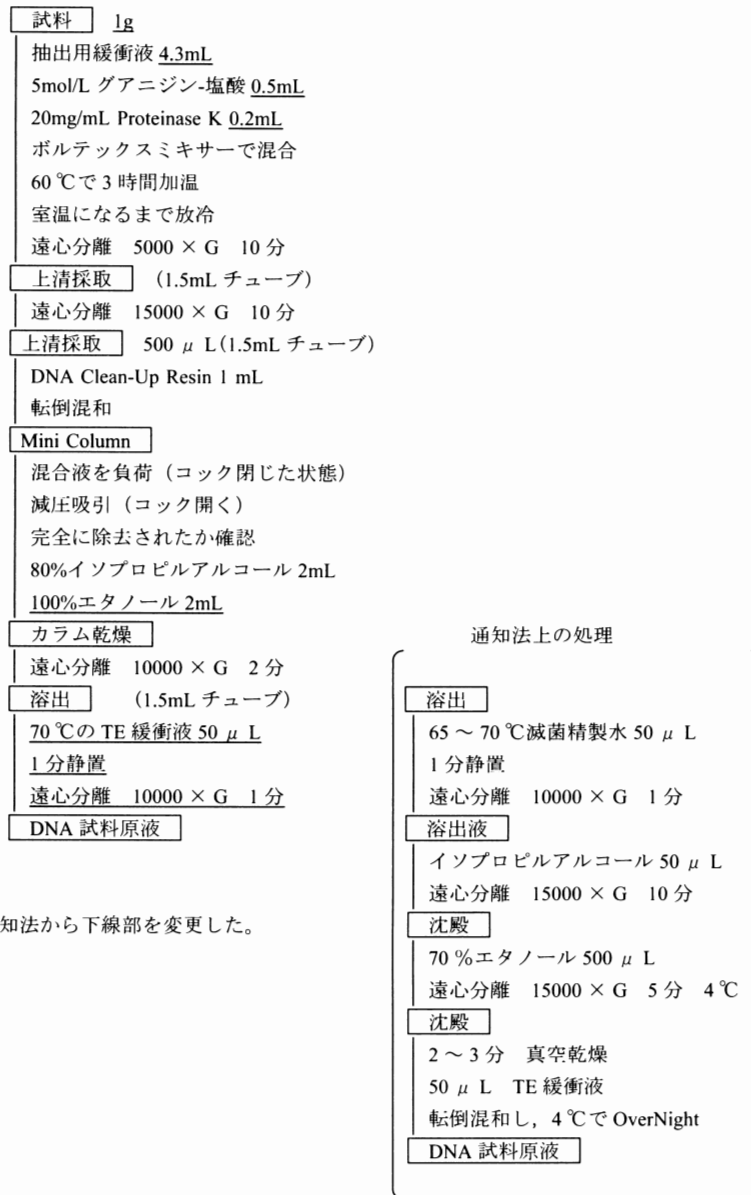 試料 1g
抽出用緩衝液 4.3mL
5mol/L グアニジン-塩酸 0.5mL
20mg/mL Proteinase K 0.2mL
ボルテックスミキサーで混合
60 ℃で 3 時間加温
室温になるまで放冷
遠心分離 5000 × G 10 分
上清採取 (1.5mL チューブ)
遠心分離 15000 × G 10 分
上清採取 500 μ L(1.5mL チューブ)
DNA Clean-Up Resin 1 mL
転倒混和
Mini Column
混合液を負荷（コック閉じた状態）
減圧吸引（コック開く）
完全に除去されたか確認
80%イソプロピルアルコール 2mL
100%エタノール 2mL
カラム乾燥
遠心分離 10000 × G 2 分
溶出 (1.5mL チューブ)
70 ℃の TE 緩衝液 50 μ L
1 分静置
遠心分離 10000 × G 1 分
DNA 試料原液
知法から下線部を変更した。
通知法上の処理
溶出
65 ～ 70 ℃滅菌精製水 50 μ L
1 分静置
遠心分離 10000 × G 1 分
溶出液
イソプロピルアルコール 50 μ L
遠心分離 15000 × G 10 分
沈殿
70 %エタノール 500 μ L
遠心分離 15000 × G 5 分 4 ℃
沈殿
2 ～ 3 分 真空乾燥
50 μ L TE 緩衝液
転倒混和し，4 ℃で OverNight
DNA 試料原液